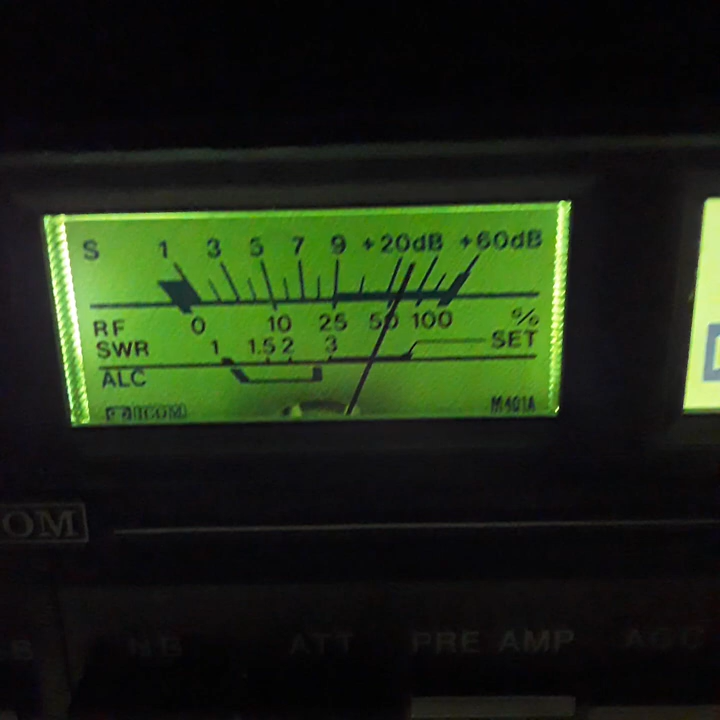 S 1 3 5 7 9 +20dB +60dB
RF 0 10 25 50 100 %
SWR 1 1.5 2 3 SET
ALC
ICOM M401A
OM
NB ATT PRE AMP AGC